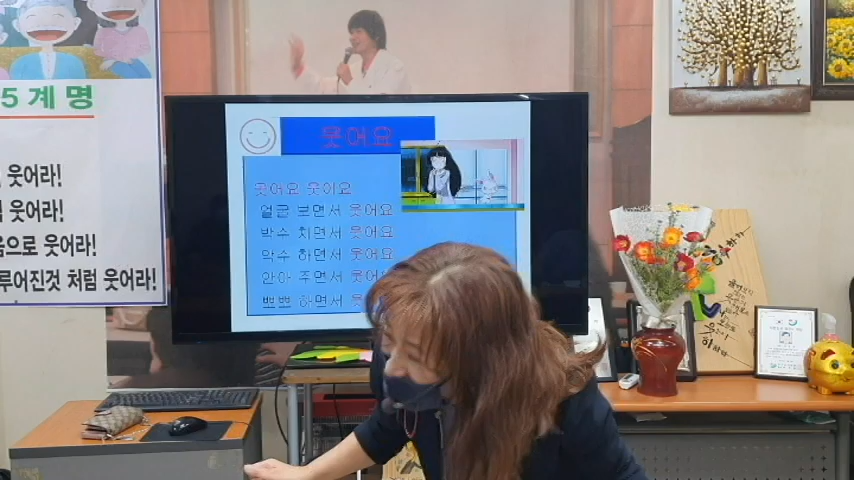 5 계 명
웃어라!
웃어라!
으로 웃어라!
루어진것 처럼 웃어라!
웃어요
웃어요 웃어요
얼굴 보면서 웃어요
박수 치면서 웃어요
악수 하면서 웃어요
안아 주면서 웃어
뽀뽀 하면서